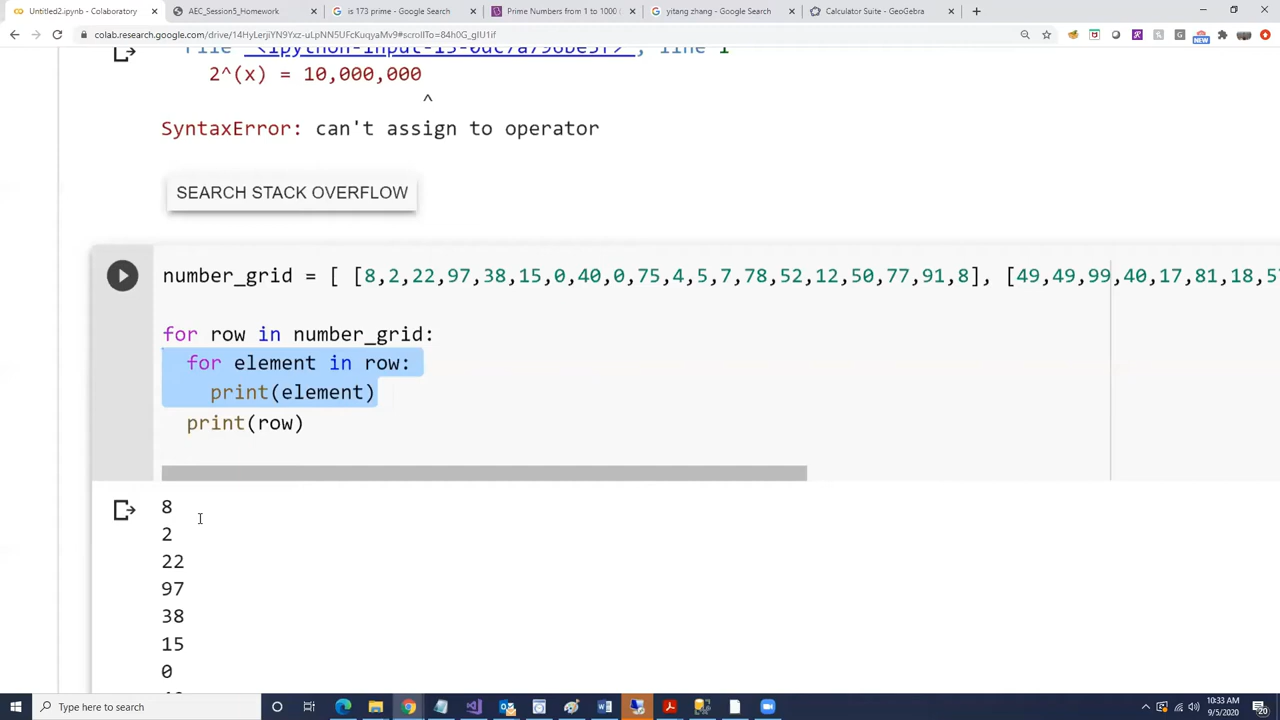 Untitled2.ipynb - Colaboratory
AEC_Session5_Homework
is 173 prime - Google Search
Prime Numbers from 1 to 1000 (
yitang zhang - Google Search
Calculator Suite - GeoGebra
colab.research.google.com/drive/14HyLerjiYN9Yxz-uLpNN5UFcKuqyaMv9#scrollTo=84h0G_gIU1if
2^(x) = 10,000,000
^
SyntaxError: can't assign to operator
SEARCH STACK OVERFLOW
number_grid = [ [8,2,22,97,38,15,0,40,0,75,4,5,7,78,52,12,50,77,91,8], [49,49,99,40,17,81,18,57
for row in number_grid:
for element in row:
print(element)
print(row)
8
2
22
97
38
15
0
Type here to search
10:33 AM
9/5/2020
20